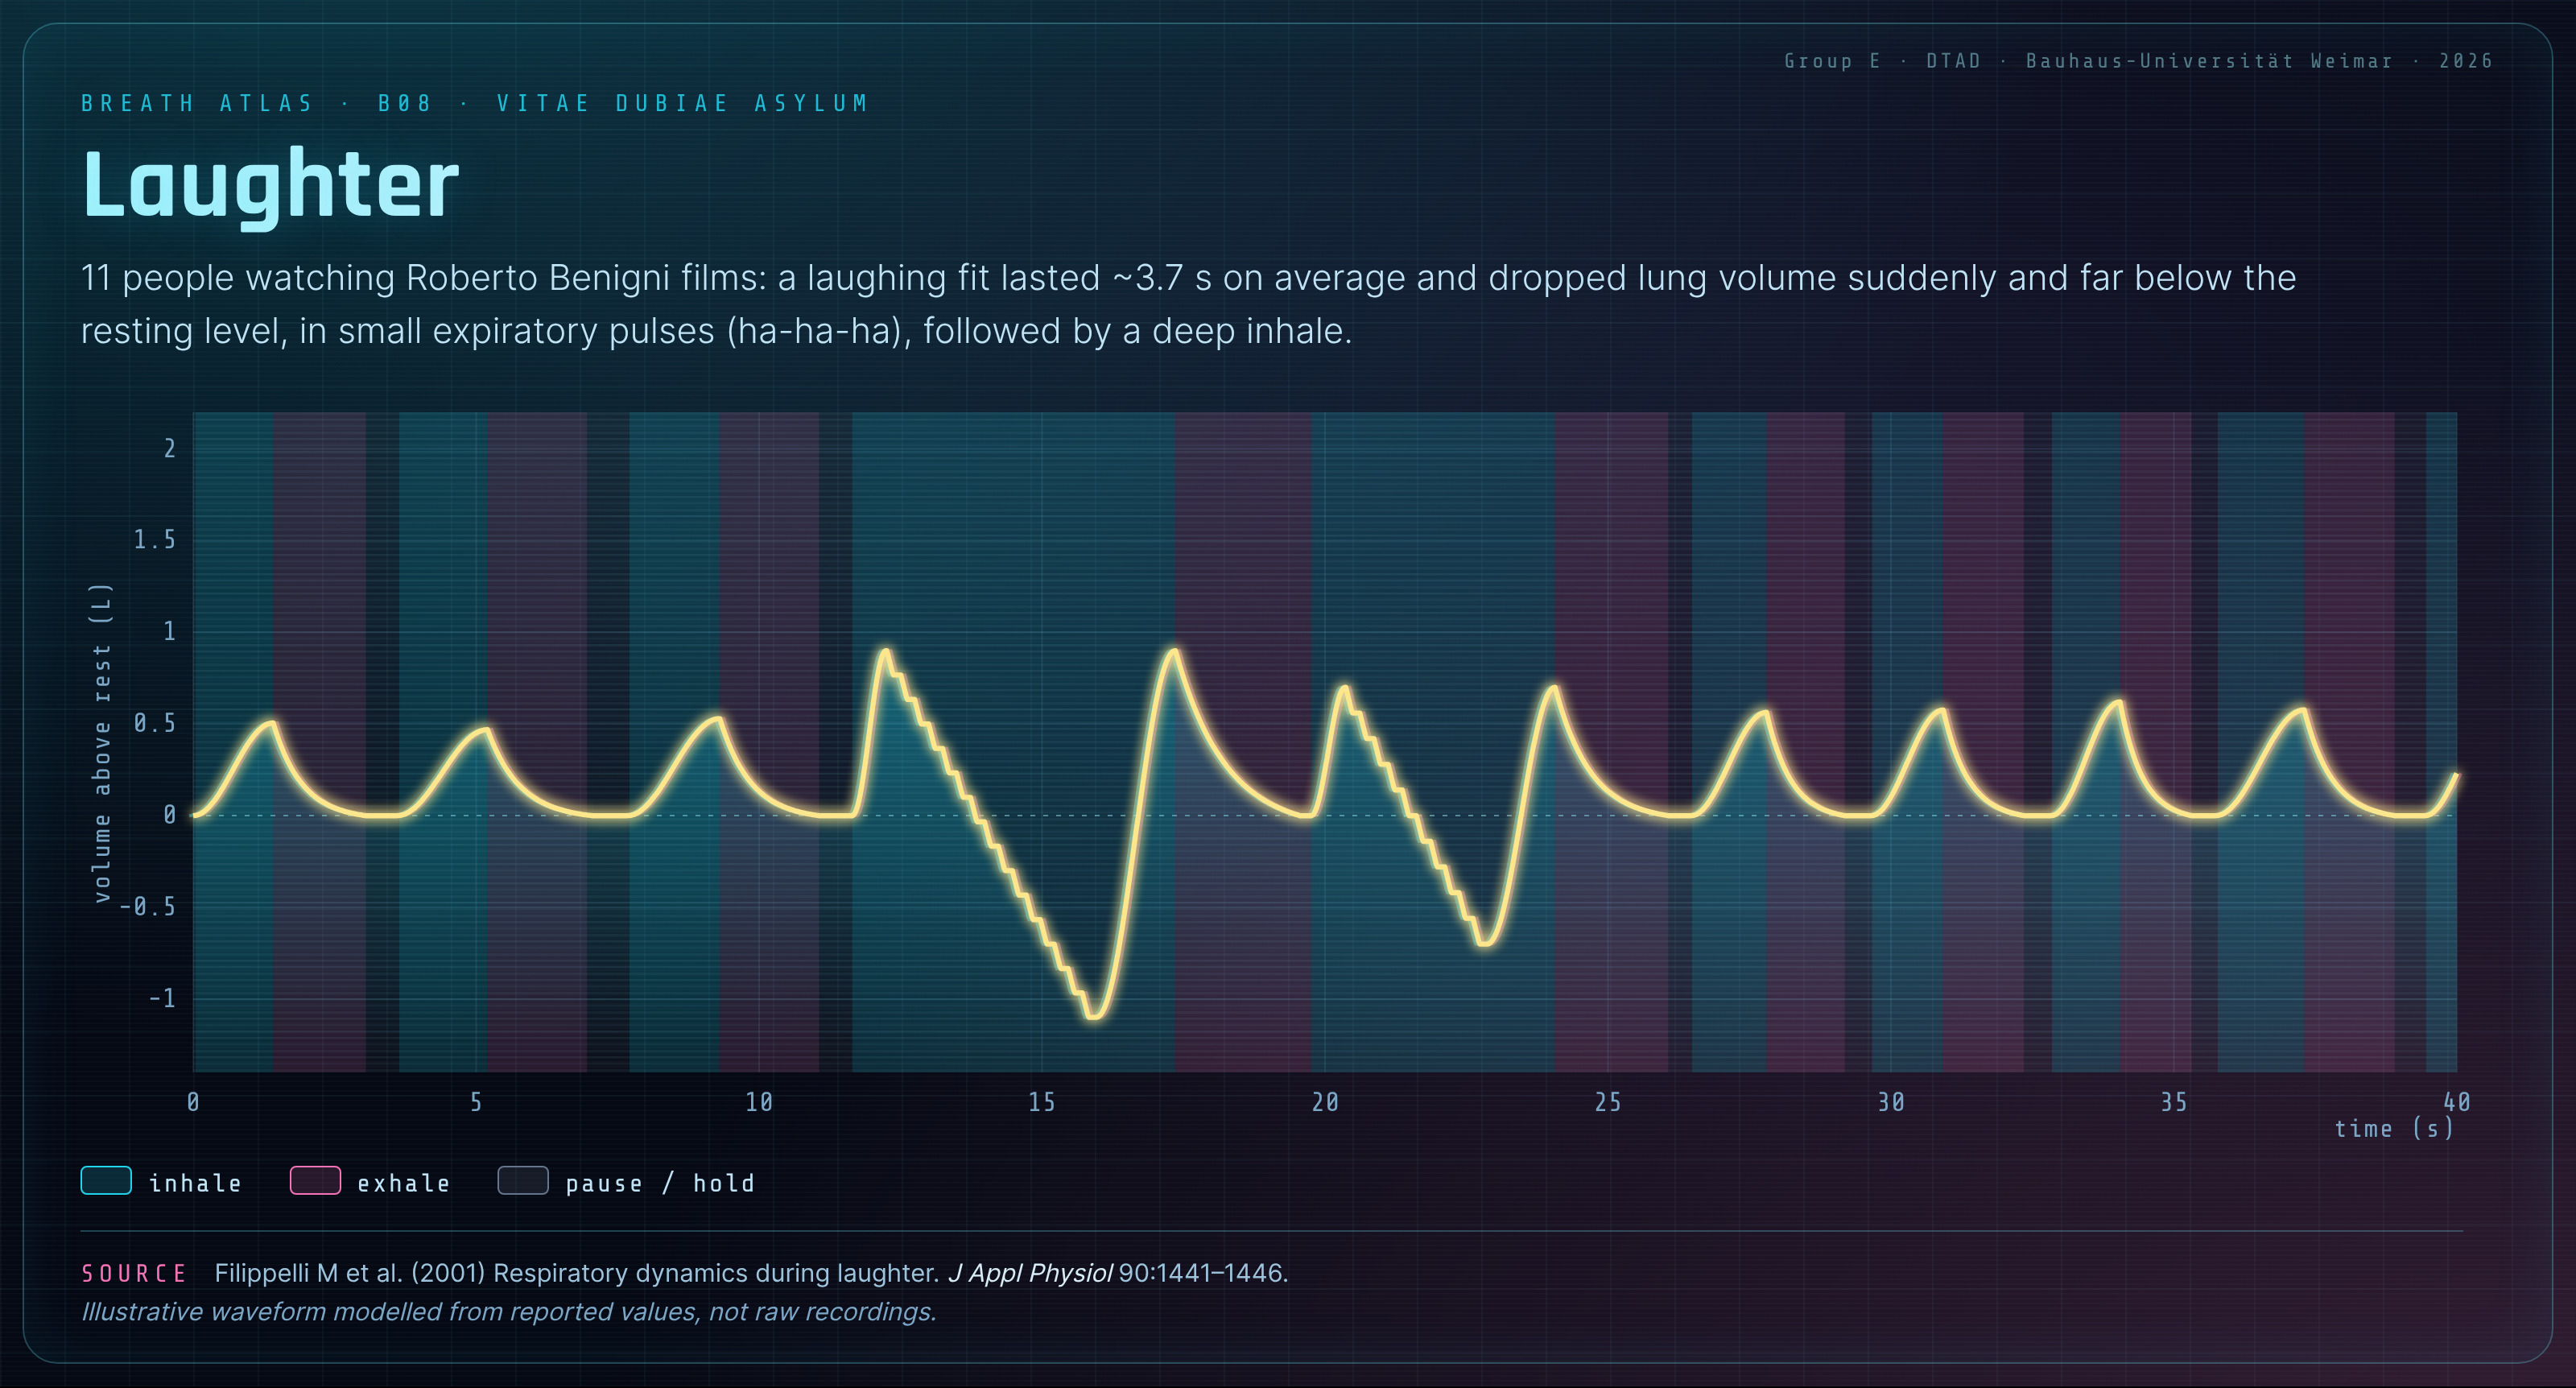 Group E · DTAD · Bauhaus-Universität Weimar · 2026
BREATH ATLAS · B08 · VITAE DUBIAE ASYLUM
Laughter
11 people watching Roberto Benigni films: a laughing fit lasted ~3.7 s on average and dropped lung volume suddenly and far below the
resting level, in small expiratory pulses (ha-ha-ha), followed by a deep inhale.
volume above rest (L)
2
1.5
1
0.5
0
-0.5
-1
0 5 10 15 20 25 30 35 40
time (s)
inhale exhale pause / hold
SOURCE Filippelli M et al. (2001) Respiratory dynamics during laughter. J Appl Physiol 90:1441–1446.
Illustrative waveform modelled from reported values, not raw recordings.